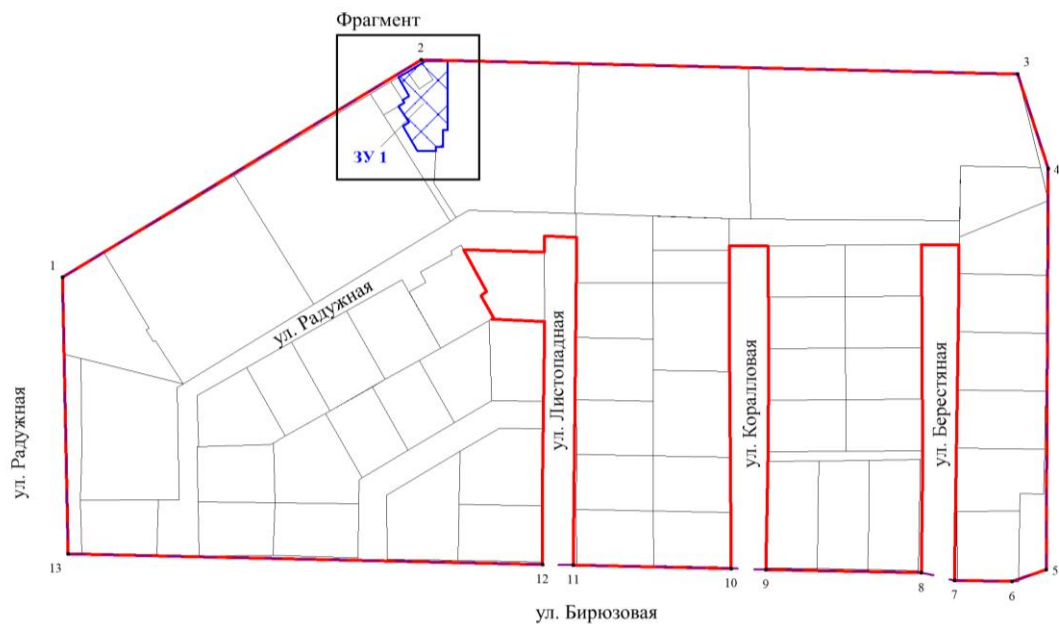 Фрагмент
2
3
ЗУ 1
4
1
ул. Радужная
ул. Радужная
ул. Листопадная
ул. Коралловая
ул. Берестяная
13
12
11
10
9
8
7
6
5
ул. Бирюзовая